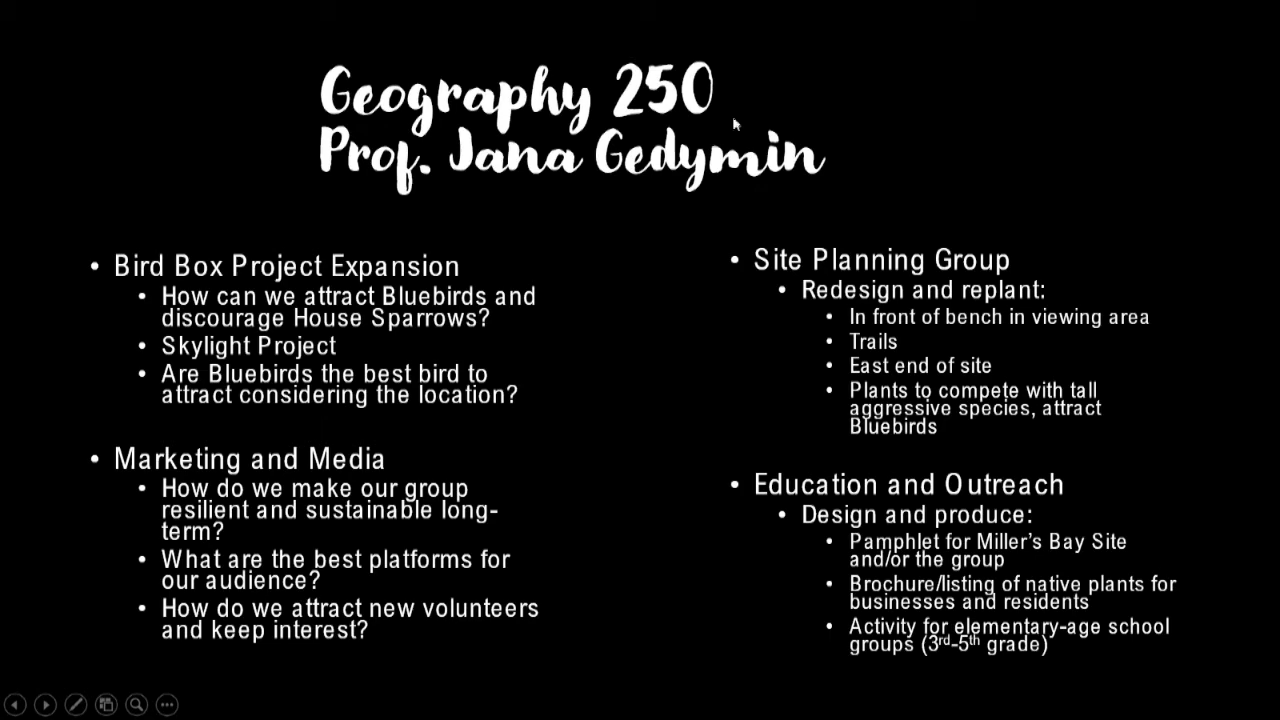 Geography 250
Prof. Jana Gedymin
• Bird Box Project Expansion
• How can we attract Bluebirds and
discourage House Sparrows?
• Skylight Project
• Are Bluebirds the best bird to
attract considering the location?
• Marketing and Media
• How do we make our group
resilient and sustainable long-
term?
• What are the best platforms for
our audience?
• How do we attract new volunteers
and keep interest?
• Site Planning Group
• Redesign and replant:
• In front of bench in viewing area
• Trails
• East end of site
• Plants to compete with tall
aggressive species, attract
Bluebirds
• Education and Outreach
• Design and produce:
• Pamphlet for Miller’s Bay Site
and/or the group
• Brochure/listing of native plants for
businesses and residents
• Activity for elementary-age school
groups (3rd-5th grade)